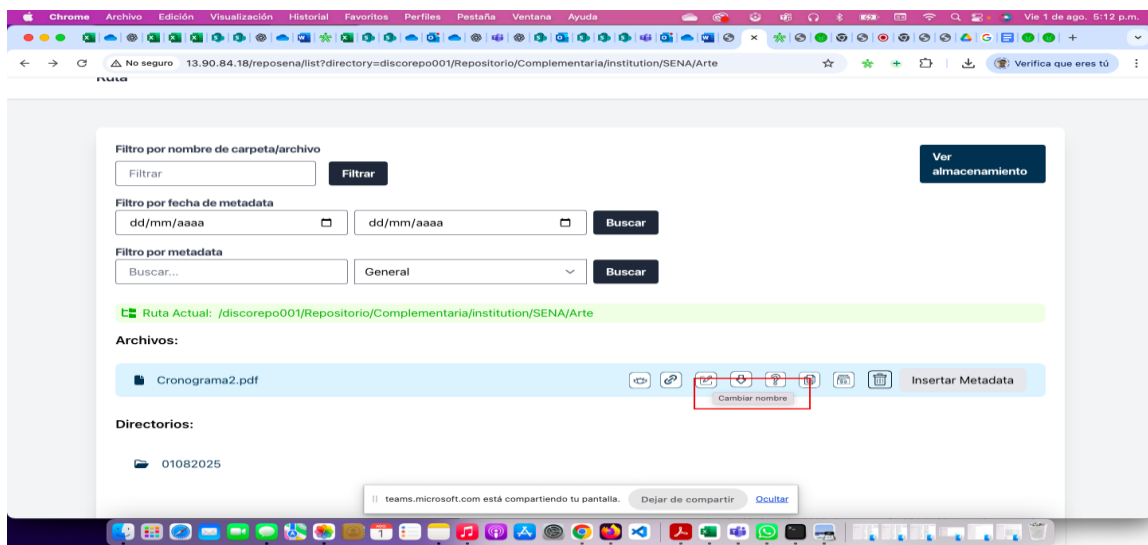 Chrome Archivo Edición Visualización Historial Favoritos Perfiles Pestaña Ventana Ayuda Vie 1 de ago. 5:12 p.m.
No seguro 13.90.84.18/reposena/list?directory=discorepo001/Repositorio/Complementaria/institution/SENA/Arte Verifica que eres tú
Ruta
Filtro por nombre de carpeta/archivo
Filtrar Filtrar
Ver
almacenamiento
Filtro por fecha de metadata
dd/mm/aaaa dd/mm/aaaa Buscar
Filtro por metadata
Buscar... General Buscar
Ruta Actual: /discorepo001/Repositorio/Complementaria/institution/SENA/Arte
Archivos:
Cronograma2.pdf Insertar Metadata
Cambiar nombre
Directorios:
01082025
teams.microsoft.com está compartiendo tu pantalla. Dejar de compartir Ocultar